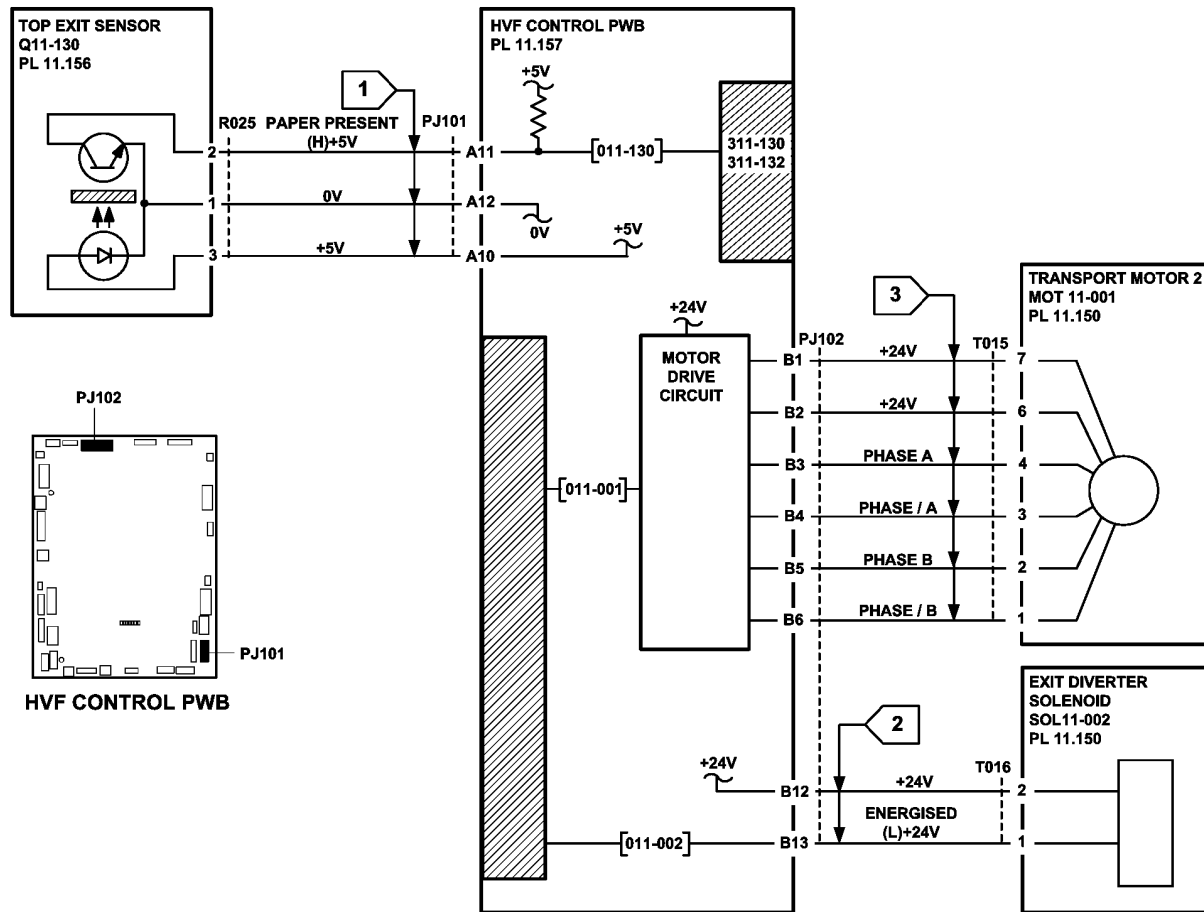 TOP EXIT SENSOR
Q11-130
PL 11.156
HVF CONTROL PWB
PL 11.157
+5V
1
R025
PAPER PRESENT
(H)+5V
PJ101
2
A11
[011-130]
311-130
311-132
1
0V
A12
0V
+5V
3
+5V
A10
TRANSPORT MOTOR 2
MOT 11-001
PL 11.150
3
+24V
MOTOR
DRIVE
CIRCUIT
PJ102
T015
B1
+24V
7
B2
+24V
6
B3
PHASE A
4
[011-001]
B4
PHASE / A
3
B5
PHASE B
2
B6
PHASE / B
1
PJ102
PJ101
HVF CONTROL PWB
EXIT DIVERTER
SOLENOID
SOL11-002
PL 11.150
2
+24V
T016
B12
+24V
2
ENERGISED
(L)+24V
[011-002]
B13
1